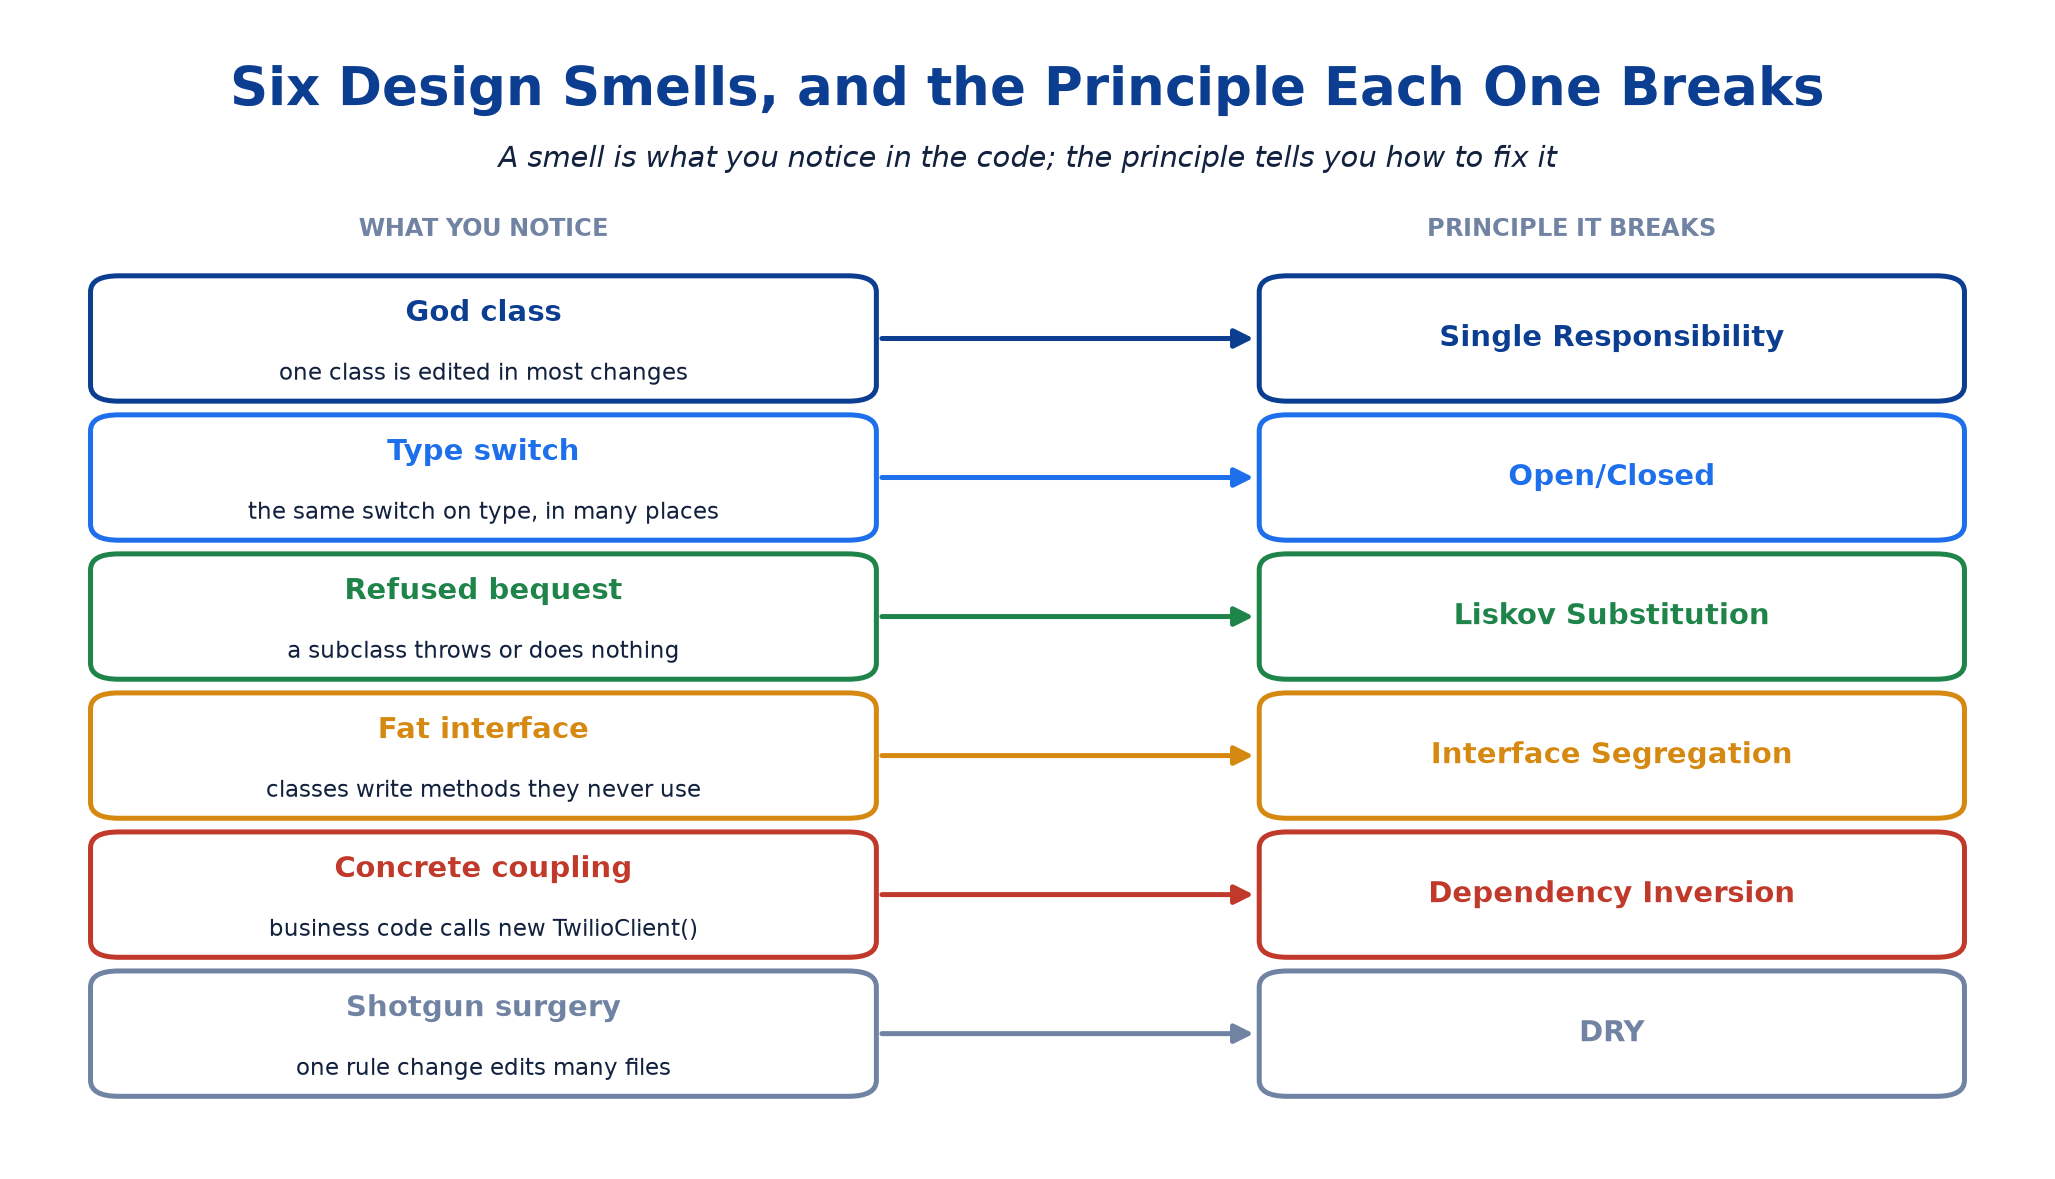 Six Design Smells, and the Principle Each One Breaks
A smell is what you notice in the code; the principle tells you how to fix it
WHAT YOU NOTICE
PRINCIPLE IT BREAKS
God class
one class is edited in most changes
Single Responsibility
Type switch
the same switch on type, in many places
Open/Closed
Refused bequest
a subclass throws or does nothing
Liskov Substitution
Fat interface
classes write methods they never use
Interface Segregation
Concrete coupling
business code calls new TwilioClient()
Dependency Inversion
Shotgun surgery
one rule change edits many files
DRY